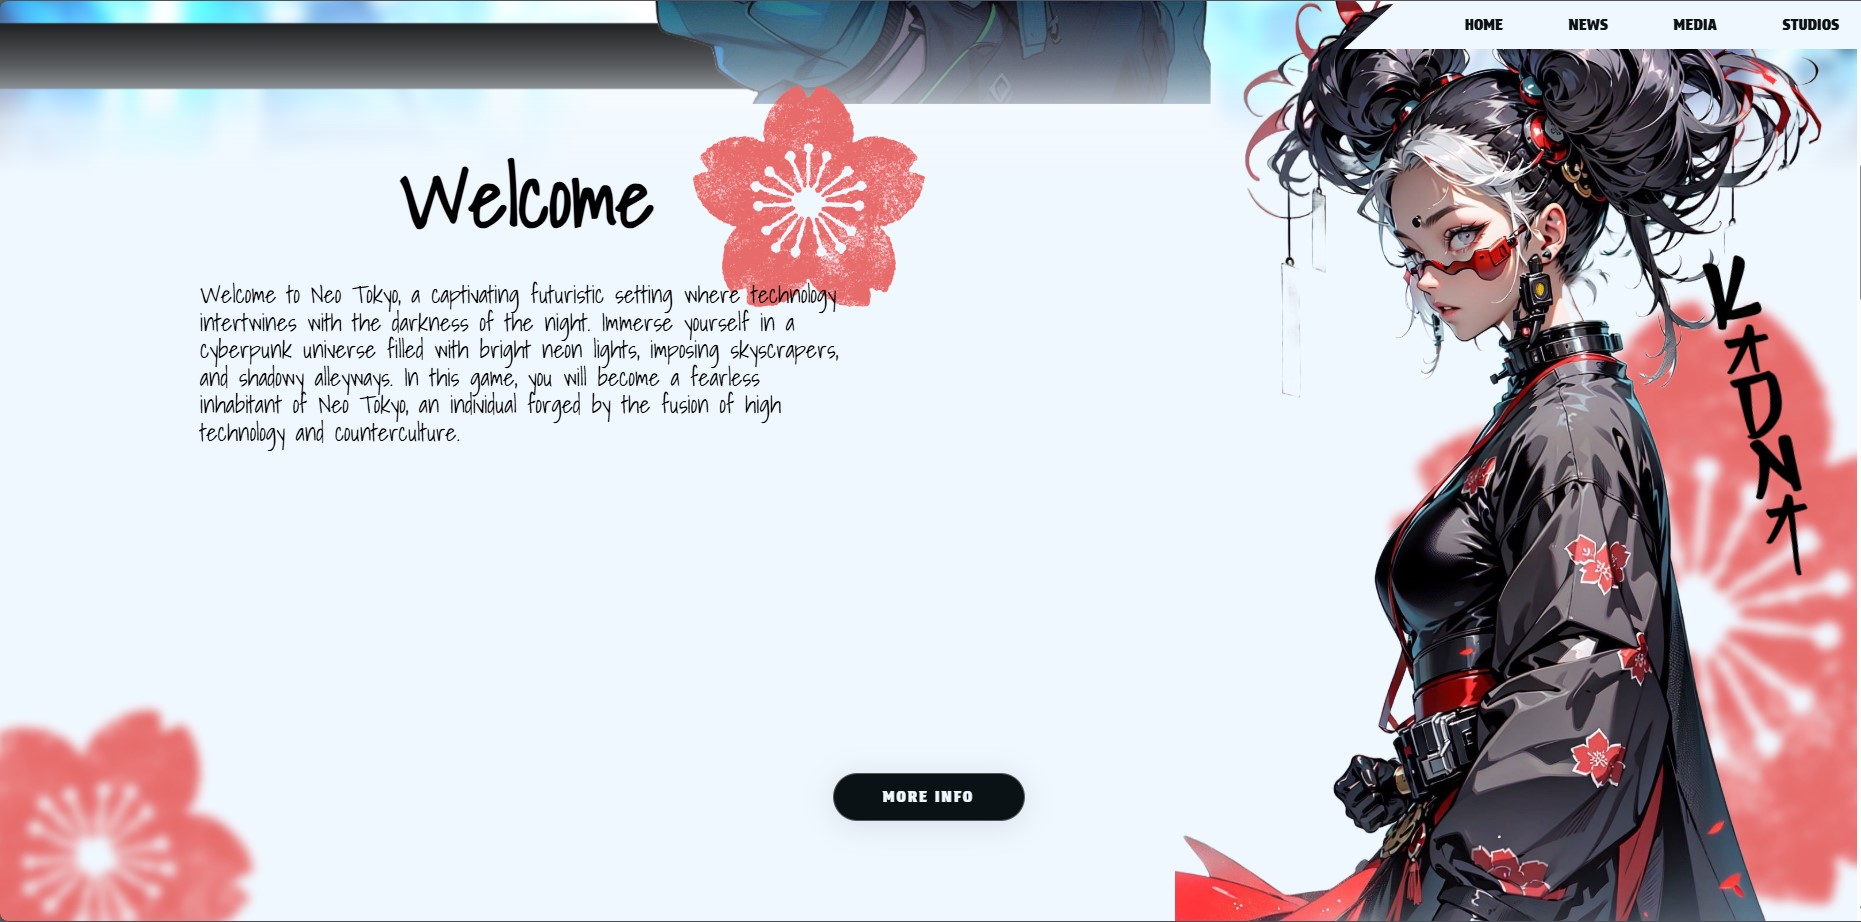 HOME NEWS MEDIA STUDIOS
Welcome
Welcome to Neo Tokyo, a captivating futuristic setting where technology
intertwines with the darkness of the night. Immerse yourself in a
cyberpunk universe filled with bright neon lights, imposing skyscrapers,
and shadowy alleyways. In this game, you will become a fearless
inhabitant of Neo Tokyo, an individual forged by the fusion of high
technology and counterculture.
MORE INFO